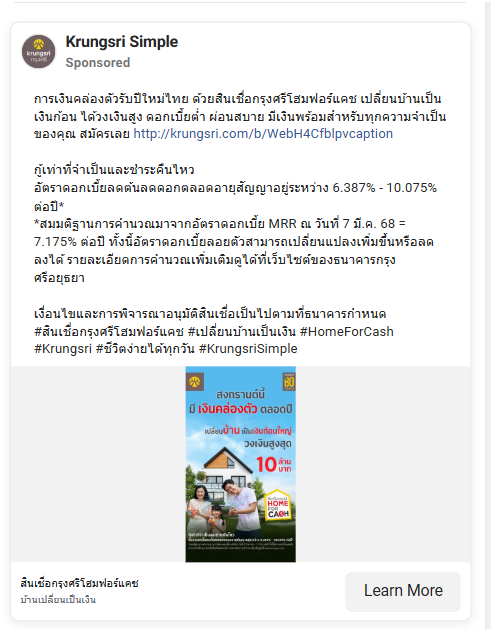 Krungsri Simple
Sponsored
krungsri
กรุงศรี
การเงินคล่องตัวรับปีใหม่ไทย ด้วยสินเชื่อกรุงศรีโฮมฟอร์แคช เปลี่ยนบ้านเป็น
เงินก้อน ได้วงเงินสูง ดอกเบี้ยต่ำ ผ่อนสบาย มีเงินพร้อมสำหรับทุกความจำเป็น
ของคุณ สมัครเลย http://krungsri.com/b/WebH4Cfblpvcaption
กู้เท่าที่จำเป็นและชำระคืนไหว
อัตราดอกเบี้ยลดต้นลดดอกตลอดอายุสัญญาอยู่ระหว่าง 6.387% - 10.075%
ต่อปี*
*สมมติฐานการคำนวณมาจากอัตราดอกเบี้ย MRR ณ วันที่ 7 มี.ค. 68 =
7.175% ต่อปี ทั้งนี้อัตราดอกเบี้ยลอยตัวสามารถเปลี่ยนแปลงเพิ่มขึ้นหรือลด
ลงได้ รายละเอียดการคำนวณเพิ่มเติมดูได้ที่เว็บไซต์ของธนาคารกรุง
ศรีอยุธยา
เงื่อนไขและการพิจารณาอนุมัติสินเชื่อเป็นไปตามที่ธนาคารกำหนด
#สินเชื่อกรุงศรีโฮมฟอร์แคช #เปลี่ยนบ้านเป็นเงิน #HomeForCash
#Krungsri #ชีวิตง่ายได้ทุกวัน #KrungsriSimple
สงกรานต์นี้
มี เงินคล่องตัว ตลอดปี
เปลี่ยนบ้าน เป็นเงินก้อนใหญ่
วงเงินสูงสุด
10 ล้าน
บาท
HOME
FOR
CASH
สินเชื่อกรุงศรีโฮมฟอร์แคช
บ้านเปลี่ยนเป็นเงิน
Learn More